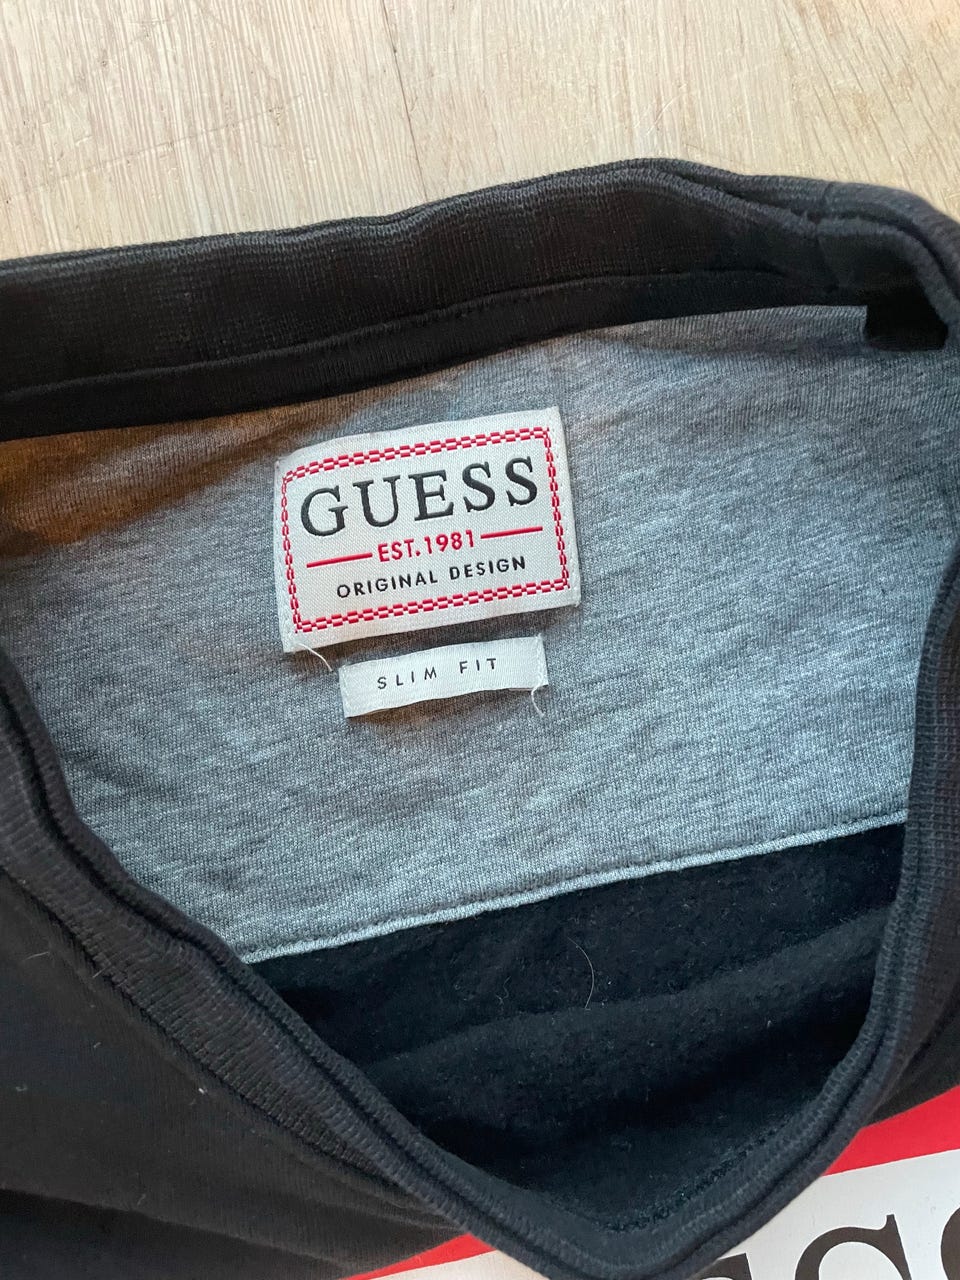 GUESS
EST.1981
ORIGINAL DESIGN
SLIM FIT